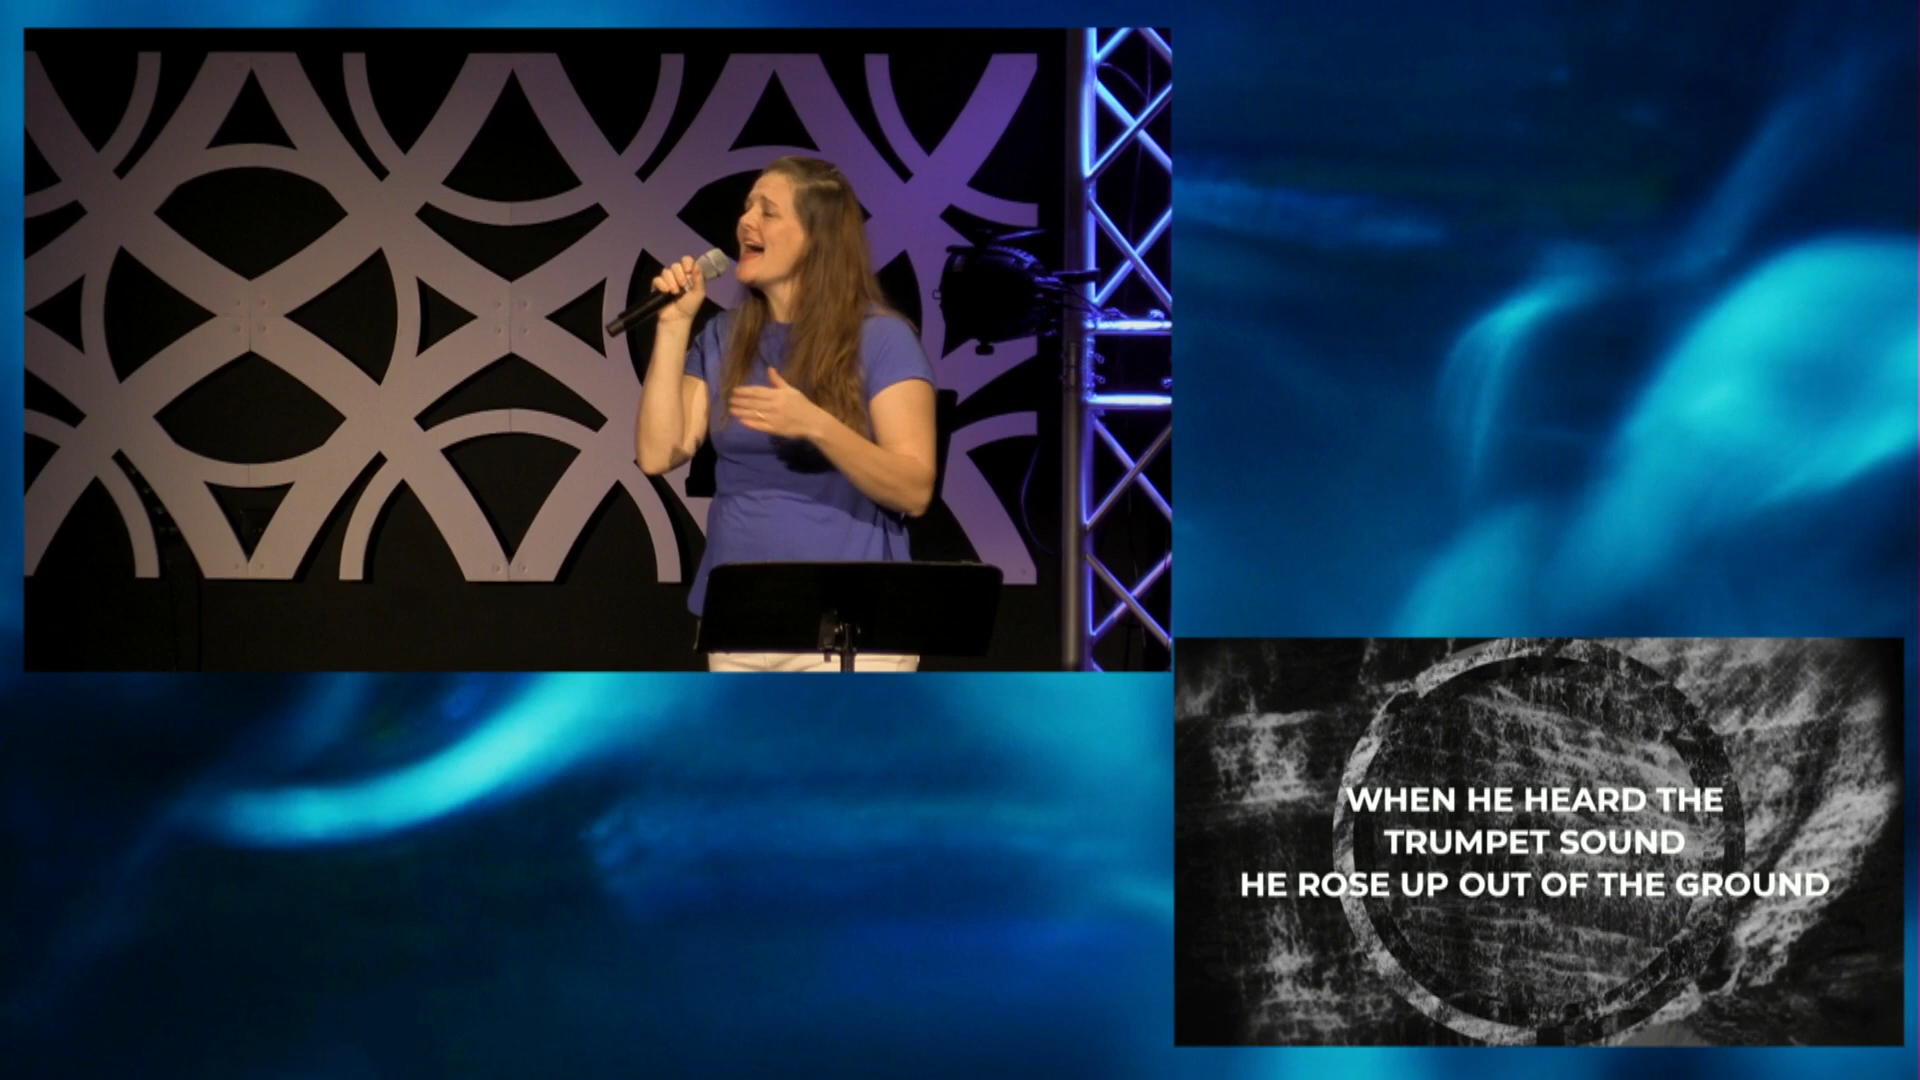 WHEN HE HEARD THE
TRUMPET SOUND
HE ROSE UP OUT OF THE GROUND